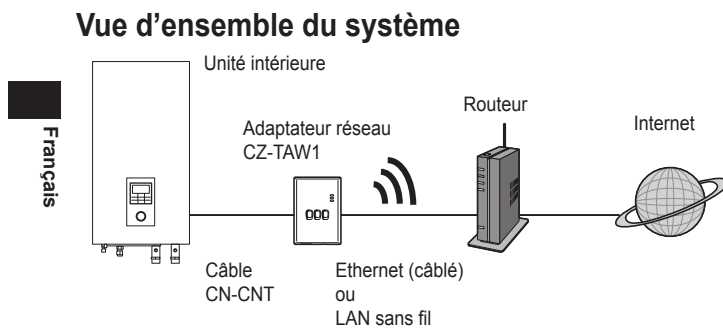 Vue d’ensemble du système
Français
Unité intérieure
Adaptateur réseau
CZ-TAW1
Routeur
Internet
Câble
CN-CNT
Ethernet (câblé)
ou
LAN sans fil